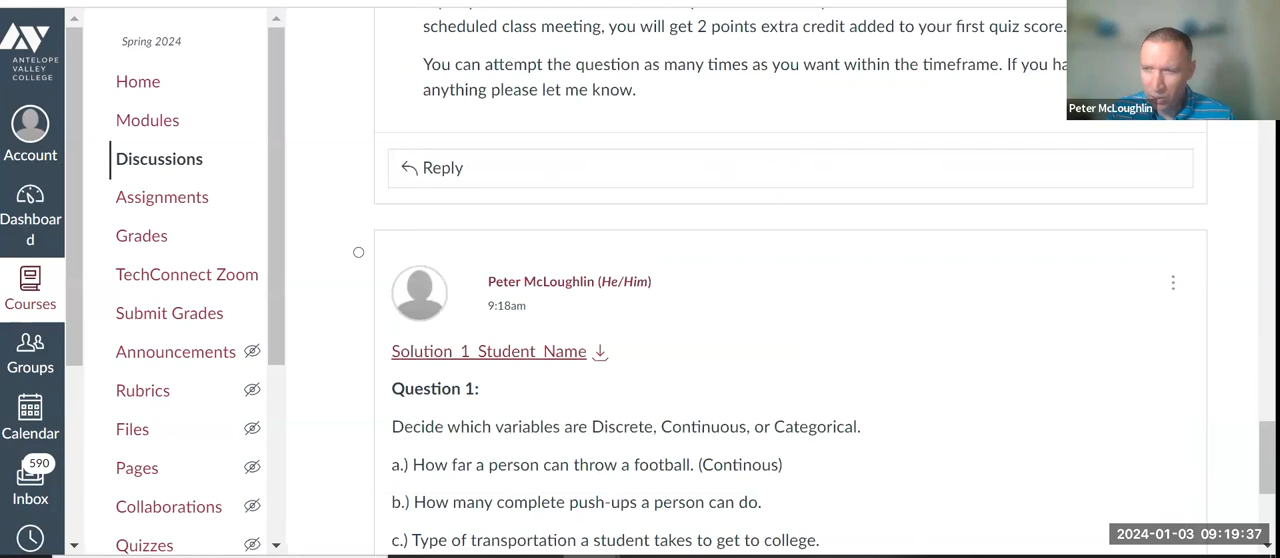 scheduled class meeting, you will get 2 points extra credit added to your first quiz score.
You can attempt the question as many times as you want within the timeframe. If you ha
anything please let me know.
Peter McLoughlin
Reply
ANTELOPE
VALLEY
COLLEGE
Account
Dashboar
d
Courses
Groups
Calendar
590
Inbox
Spring 2024
Home
Modules
Discussions
Assignments
Grades
TechConnect Zoom
Submit Grades
Announcements
Rubrics
Files
Pages
Collaborations
Quizzes
Peter McLoughlin (He/Him)
9:18am
Solution_1_Student_Name
Question 1:
Decide which variables are Discrete, Continuous, or Categorical.
a.) How far a person can throw a football. (Continous)
b.) How many complete push-ups a person can do.
c.) Type of transportation a student takes to get to college.
2024-01-03 09:19:37